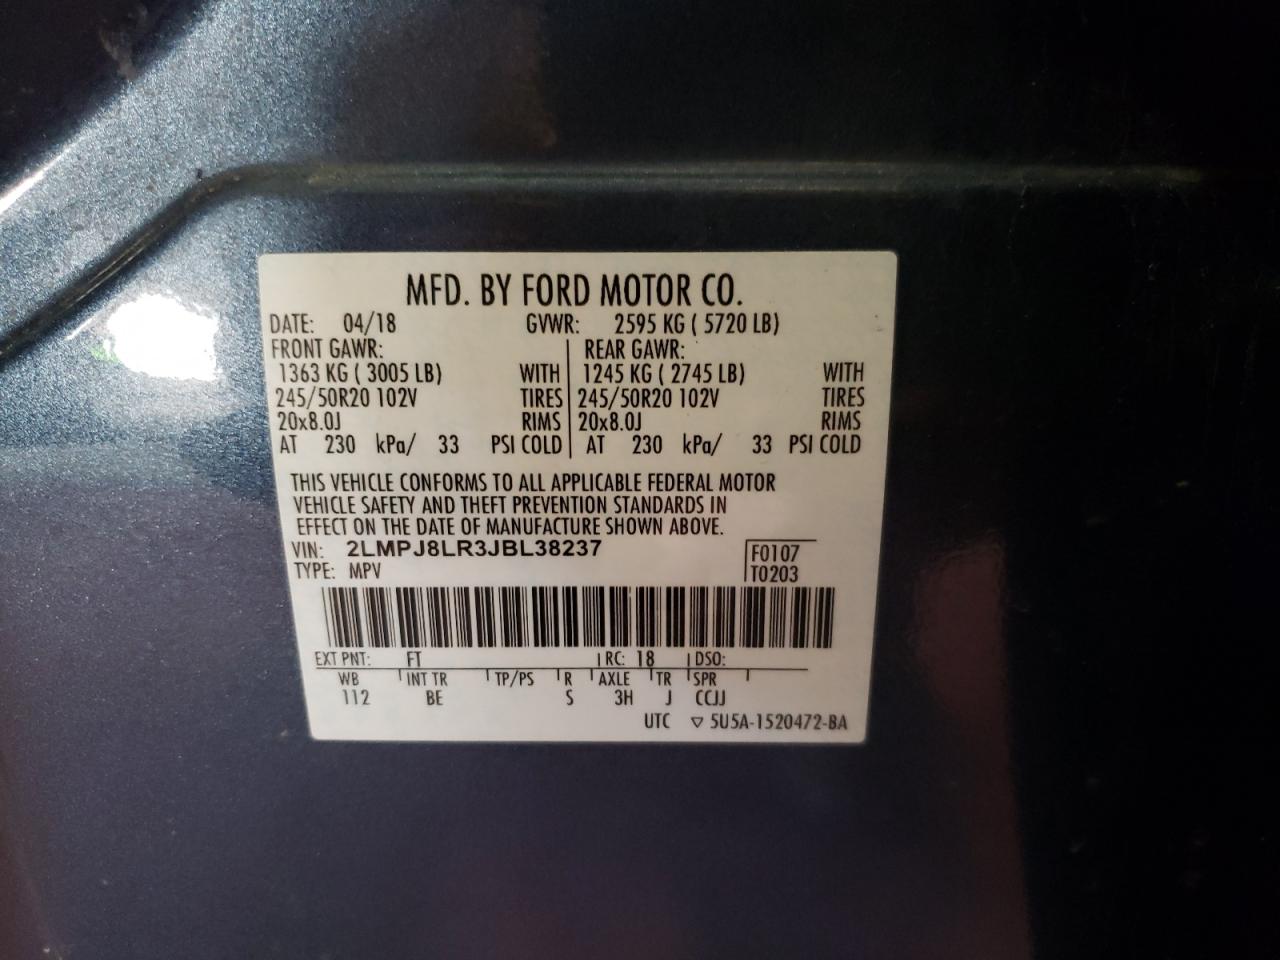 MFD. BY FORD MOTOR CO.
DATE: 04/18 GVWR: 2595 KG ( 5720 LB)
FRONT GAWR: REAR GAWR:
1363 KG ( 3005 LB) WITH 1245 KG ( 2745 LB) WITH
245/50R20 102V TIRES 245/50R20 102V TIRES
20x8.0J RIMS 20x8.0J RIMS
AT 230 kPa/ 33 PSI COLD AT 230 kPa/ 33 PSI COLD
THIS VEHICLE CONFORMS TO ALL APPLICABLE FEDERAL MOTOR
VEHICLE SAFETY AND THEFT PREVENTION STANDARDS IN
EFFECT ON THE DATE OF MANUFACTURE SHOWN ABOVE.
VIN: 2LMPJ8LR3JBL38237 F0107
TYPE: MPV T0203
EXT PNT: FT RC: 18 DSO:
WB INT TR TP/PS R AXLE TR SPR
112 BE S 3H J CCJJ
UTC ▽ 5U5A-1520472-BA